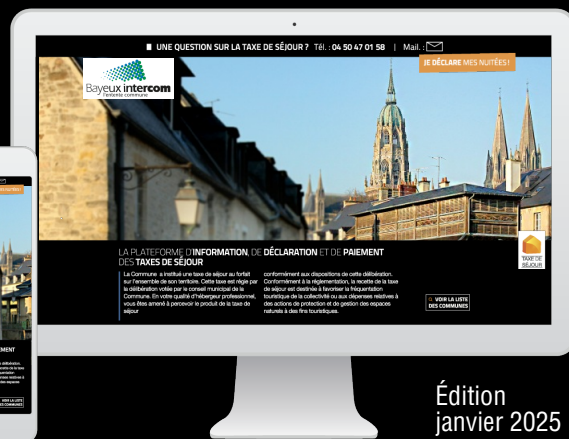 UNE QUESTION SUR LA TAXE DE SÉJOUR ? Tél. : 04 50 47 01 58 | Mail. :
JE DÉCLARE MES NUITÉES !
Bayeux intercom
l'entente commune
LA PLATEFORME D'INFORMATION, DE DÉCLARATION ET DE PAIEMENT
DES TAXES DE SÉJOUR
La Commune a institué une taxe de séjour au forfait
sur l'ensemble de son territoire. Cette taxe est régie par
la délibération votée par le conseil municipal de la
Commune. En votre qualité d'hébergeur professionnel,
vous êtes amené à percevoir le produit de la taxe de
séjour
conformément aux dispositions de cette délibération.
Conformément à la réglementation, la recette de la taxe
de séjour est destinée à favoriser la fréquentation
touristique de la collectivité ou aux dépenses relatives à
des actions de protection et de gestion des espaces
naturels à des fins touristiques.
TAXE DE
SÉJOUR
VOIR LA LISTE
DES COMMUNES
EMENT
VOIR LA LISTE
DES COMMUNES
Édition
janvier 2025